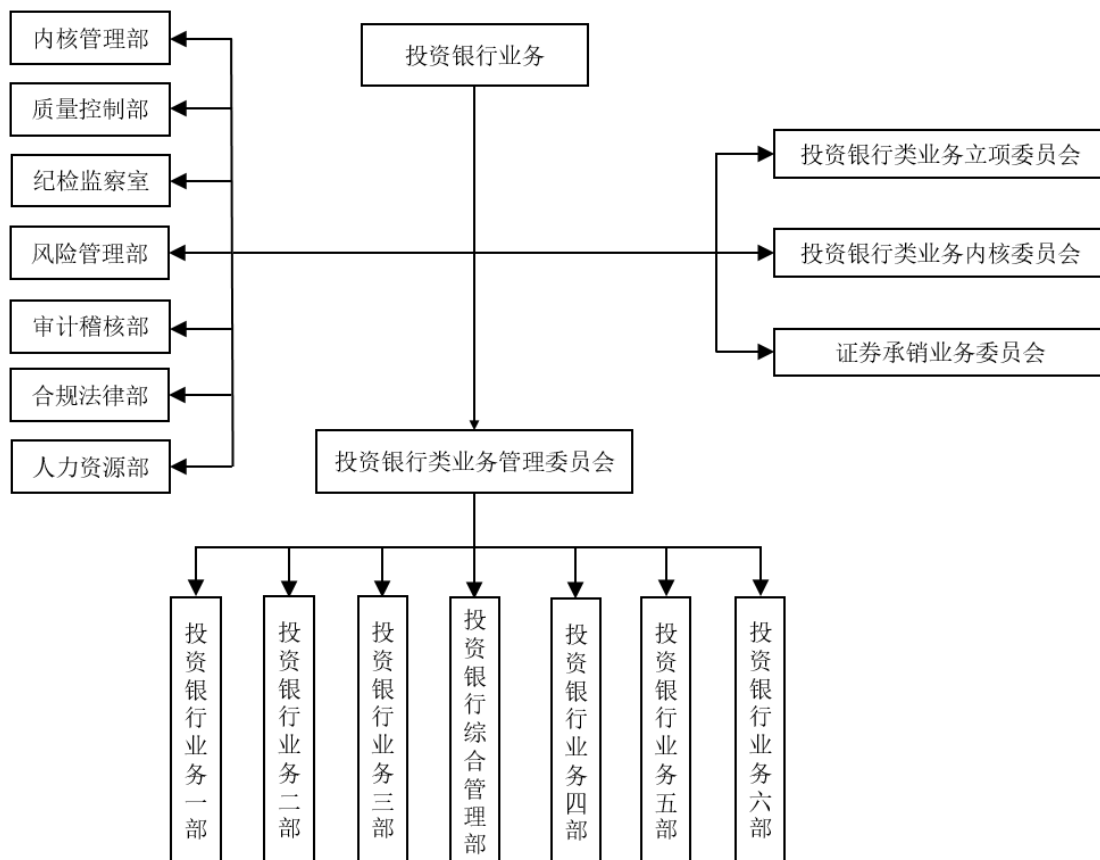 投资银行业务
内核管理部
质量控制部
纪检监察室
风险管理部
审计稽核部
合规法律部
人力资源部
投资银行类业务立项委员会
投资银行类业务内核委员会
证券承销业务委员会
投资银行类业务管理委员会
投资银行业务一部
投资银行业务二部
投资银行业务三部
投资银行综合管理部
投资银行业务四部
投资银行业务五部
投资银行业务六部